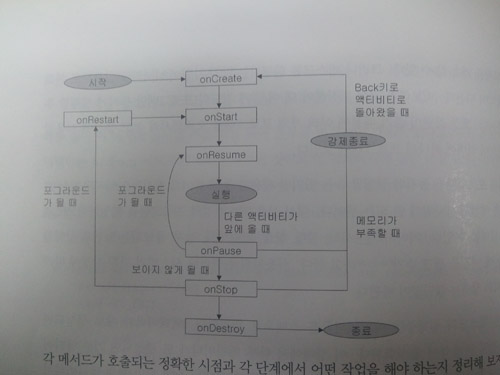 시작
onCreate
Back키로
액티비티로
돌아왔을 때
onRestart
onStart
강제종료
onResume
포그라운드
가 될 때
포그라운드
가 될 때
실행
다른 액티비티가
앞에 올 때
메모리가
부족할 때
onPause
보이지 않게 될 때
onStop
onDestroy
종료
각 메서드가 호출되는 정확한 시점과 각 단계에서 어떤 작업을 해야 하는지 정리해 보자